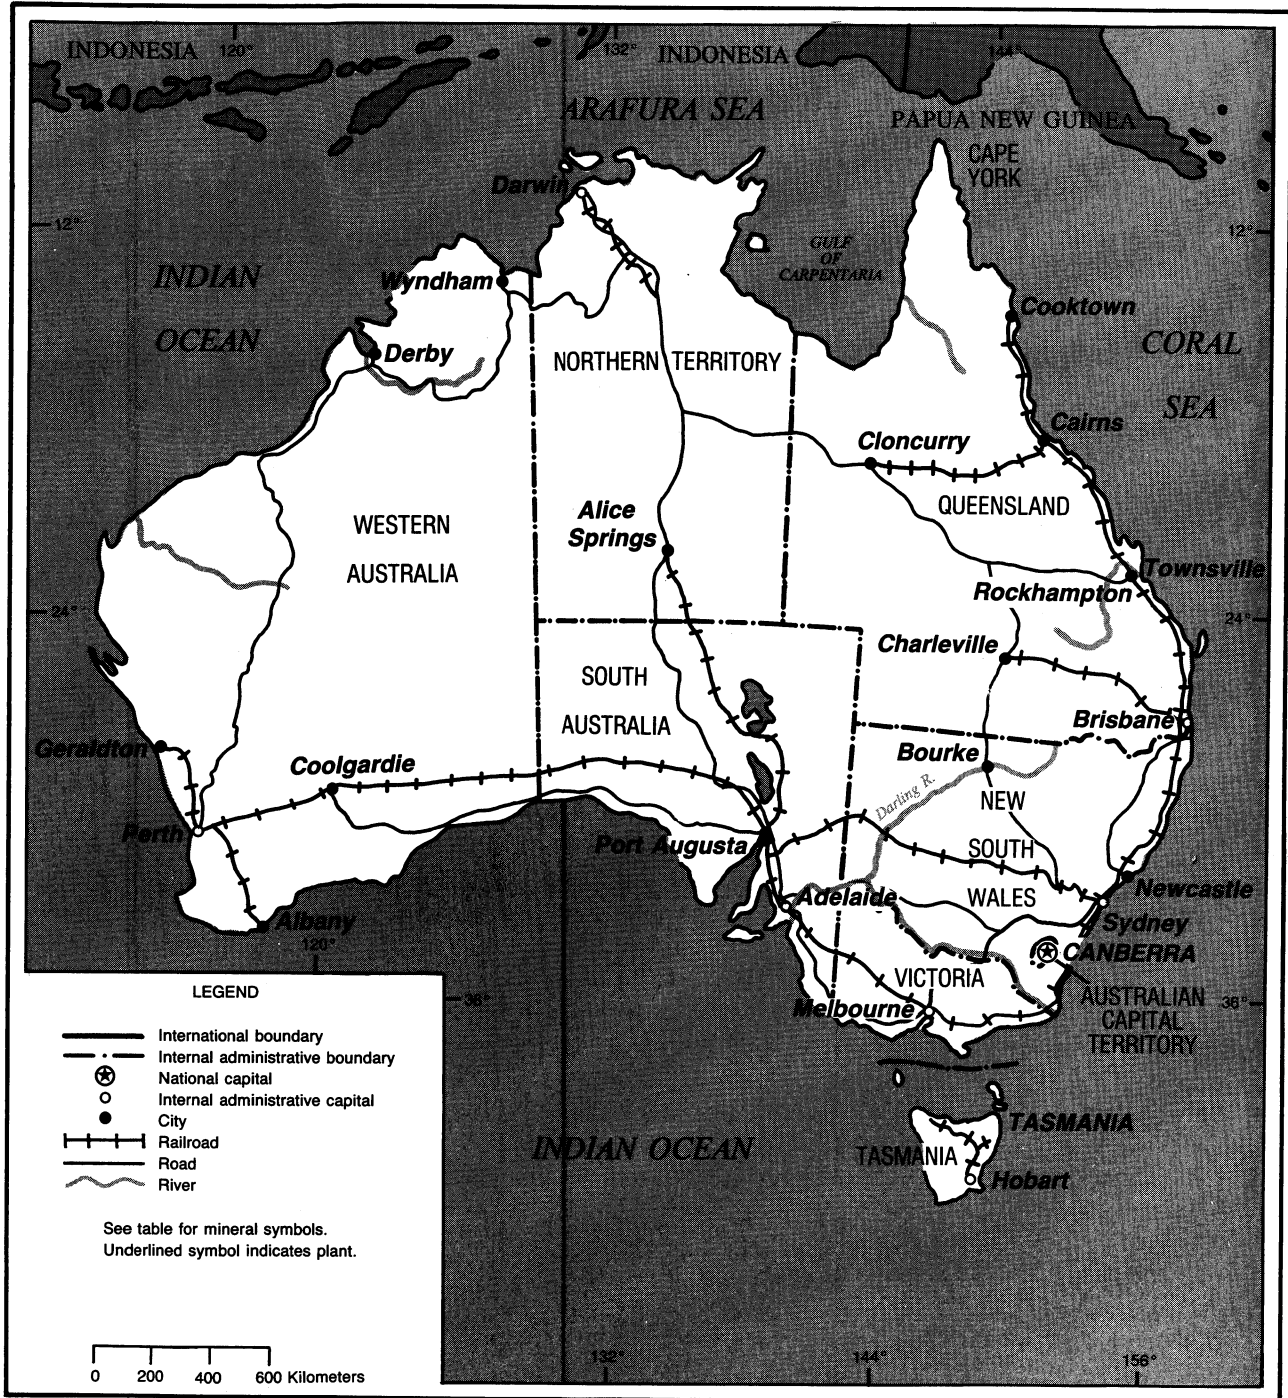 INDONESIA
120°
132°
INDONESIA
144°
ARAFURA SEA
PAPUA NEW GUINEA
CAPE
YORK
Darwin
12°
12°
GULF
OF
CARPENTARIA
INDIAN
OCEAN
Wyndham
Cooktown
CORAL
SEA
Derby
NORTHERN TERRITORY
Cairns
Cloncurry
QUEENSLAND
Alice
Springs
WESTERN
AUSTRALIA
Townsville
Rockhampton
24°
24°
Charleville
SOUTH
AUSTRALIA
Brisbane
Geraldton
Bourke
Coolgardie
Darling R.
NEW
SOUTH
WALES
Perth
Port Augusta
Newcastle
Adelaide
Sydney
Albany
120°
CANBERRA
VICTORIA
AUSTRALIAN
CAPITAL
TERRITORY
36°
36°
Melbourne
LEGEND
International boundary
Internal administrative boundary
National capital
Internal administrative capital
City
Railroad
Road
River
See table for mineral symbols.
Underlined symbol indicates plant.
TASMANIA
TASMANIA
INDIAN OCEAN
Hobart
132°
144°
156°
0 200 400 600 Kilometers